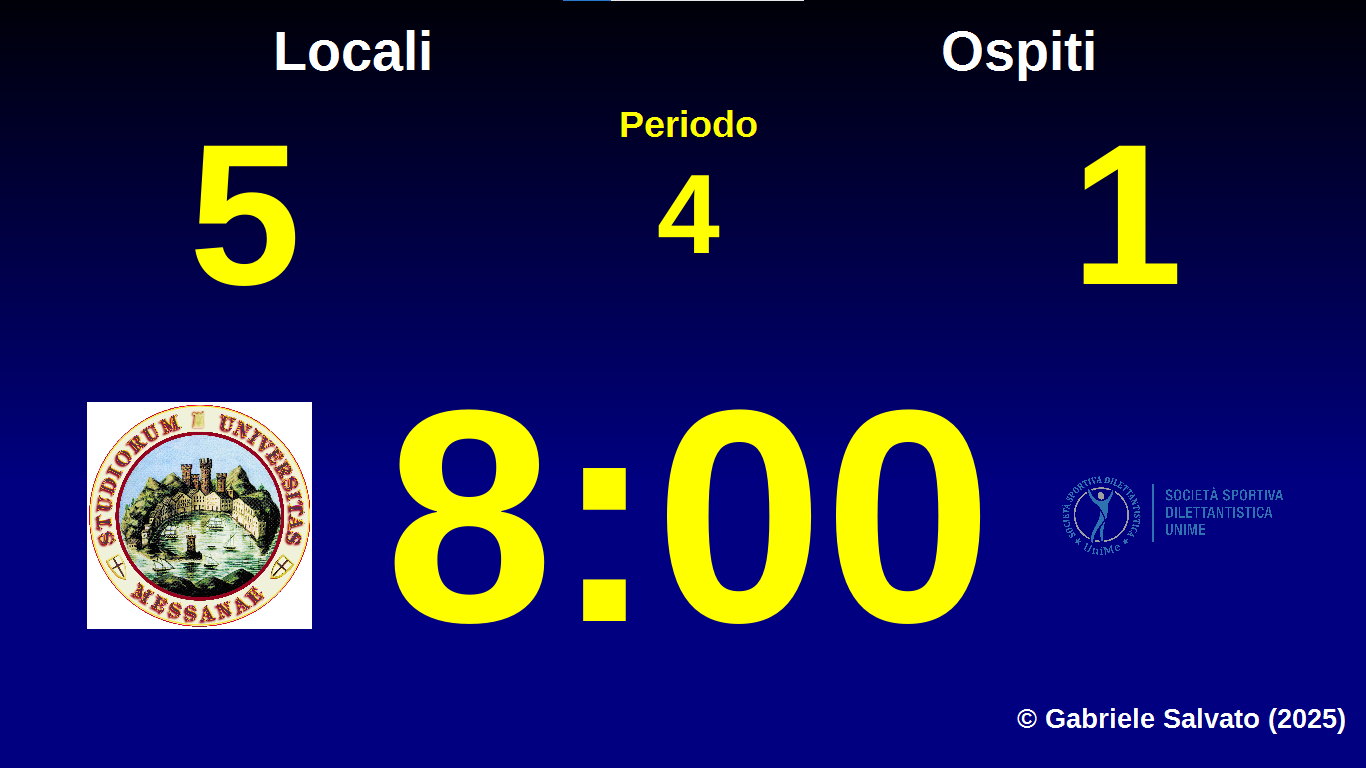 Locali
Ospiti
Periodo
5
4
1
8:00
STUDIORUM UNIVERSITAS
MESSANAE
SOCIETÀ SPORTIVA DILETTANTISTICA
UniMe
SOCIETÀ SPORTIVA
DILETTANTISTICA
UNIME
© Gabriele Salvato (2025)